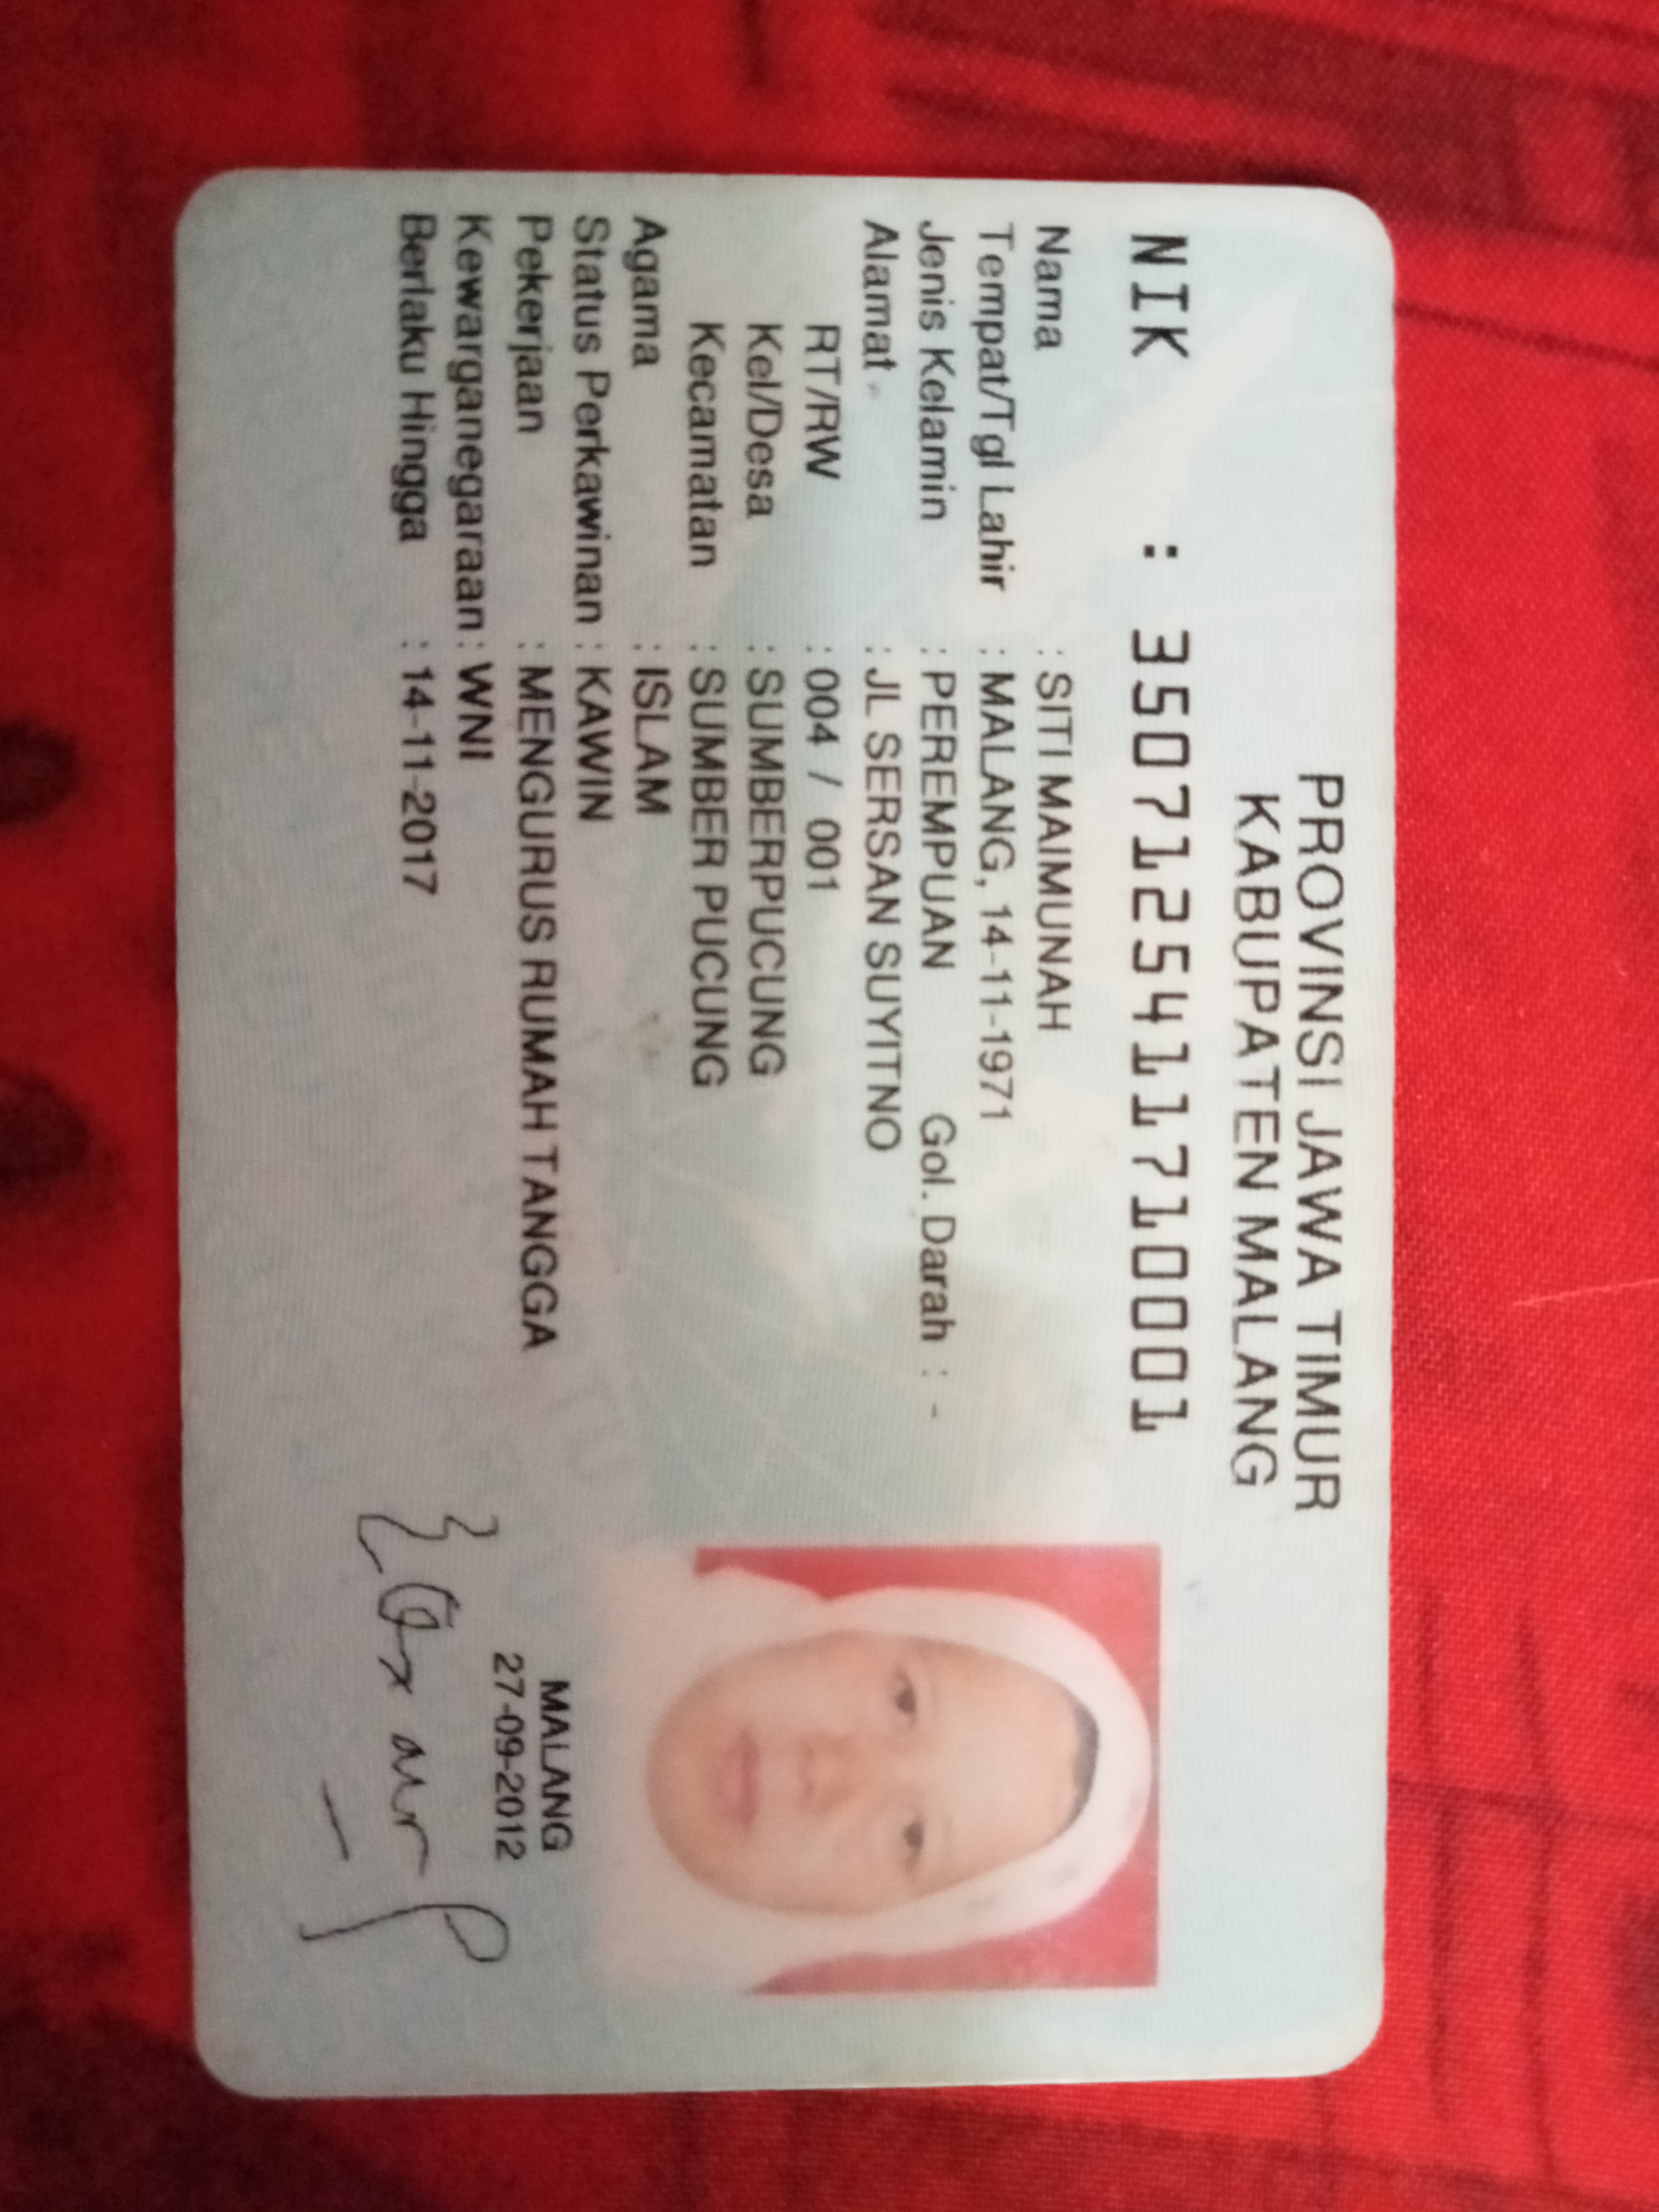 PROVINSI JAWA TIMUR
KABUPATEN MALANG
NIK : 3507125411710001
Nama : SITI MAIMUNAH
Tempat/Tgl Lahir : MALANG, 14-11-1971
Jenis Kelamin : PEREMPUAN Gol. Darah : -
Alamat : JL SERSAN SUYITNO
RT/RW : 004 / 001
Kel/Desa : SUMBERPUCUNG
Kecamatan : SUMBER PUCUNG
Agama : ISLAM
Status Perkawinan : KAWIN
Pekerjaan : MENGURUS RUMAH TANGGA
Kewarganegaraan : WNI
Berlaku Hingga : 14-11-2017
MALANG
27-09-2012